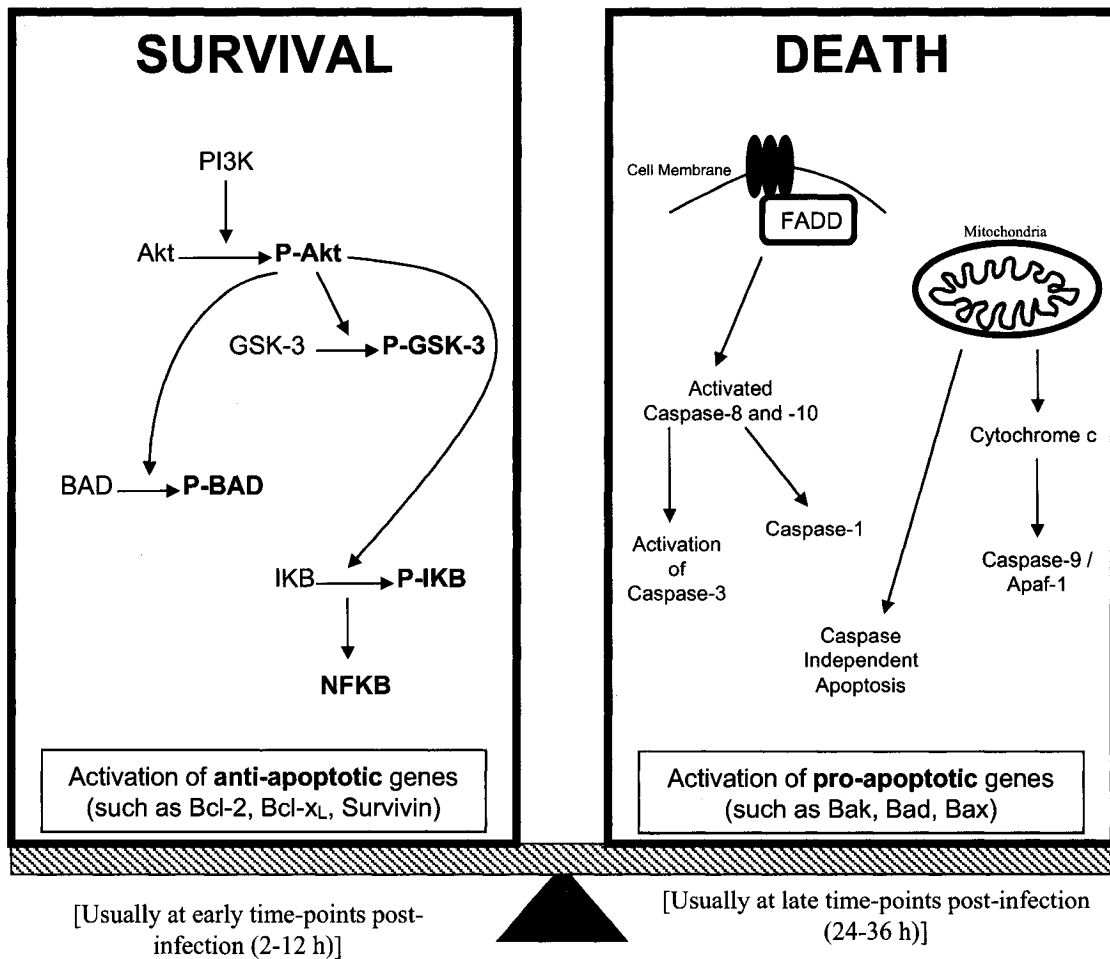 SURVIVAL
PI3K
Akt
P-Akt
GSK-3
P-GSK-3
BAD
P-BAD
IKB
P-IKB
NFKB
Activation of anti-apoptotic genes
(such as Bcl-2, Bcl-xL, Survivin)
[Usually at early time-points post-
infection (2-12 h)]
DEATH
Cell Membrane
FADD
Mitochondria
Activated
Caspase-8 and -10
Cytochrome c
Caspase-1
Activation
of
Caspase-3
Caspase-9 /
Apaf-1
Caspase
Independent
Apoptosis
Activation of pro-apoptotic genes
(such as Bak, Bad, Bax)
[Usually at late time-points post-infection
(24-36 h)]